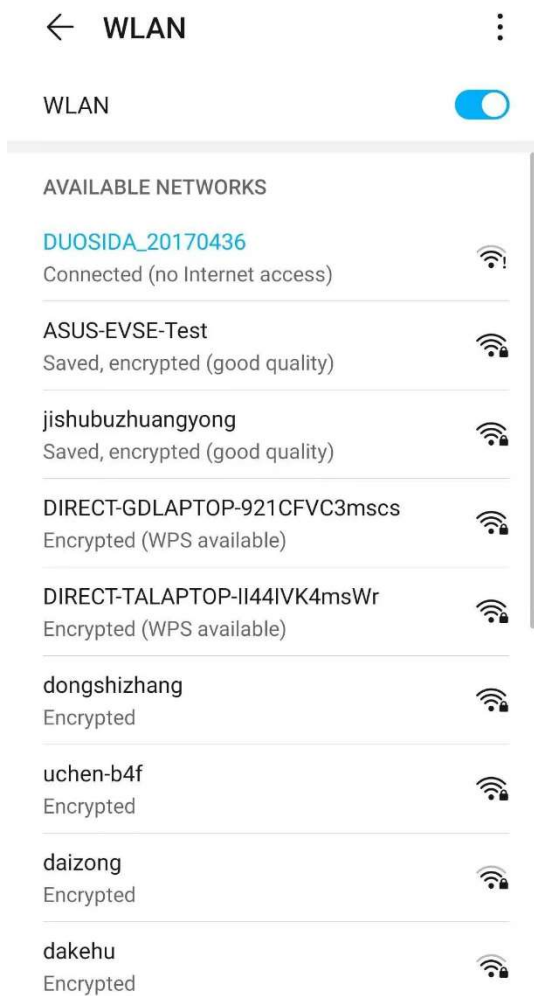 WLAN
WLAN
AVAILABLE NETWORKS
DUOSIDA_20170436
Connected (no Internet access)
ASUS-EVSE-Test
Saved, encrypted (good quality)
jishubuzhuangyong
Saved, encrypted (good quality)
DIRECT-GDLAPTOP-921CFVC3mscs
Encrypted (WPS available)
DIRECT-TALAPTOP-II44IVK4msWr
Encrypted (WPS available)
dongshizhang
Encrypted
uchen-b4f
Encrypted
daizong
Encrypted
dakehu
Encrypted